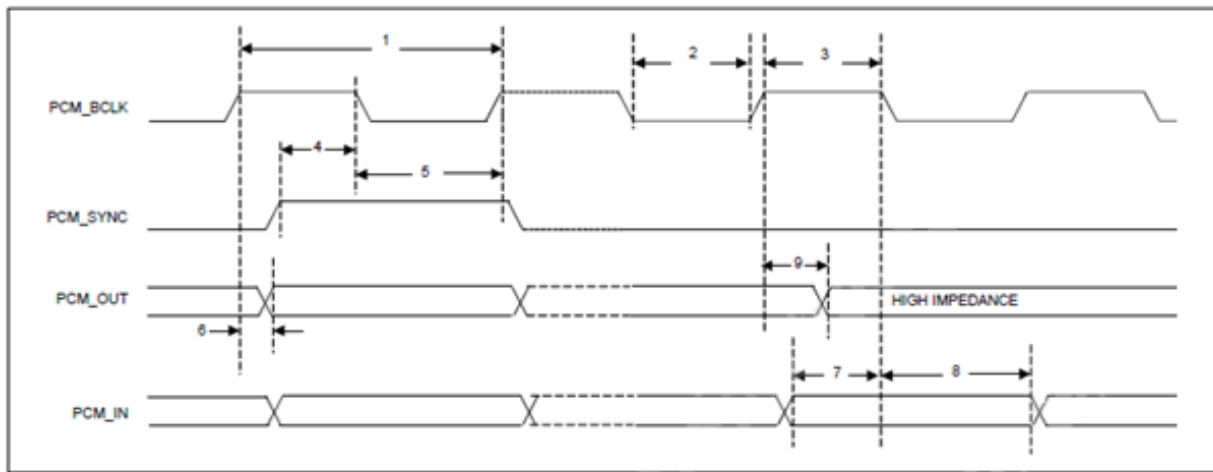 1
2
3
PCM_BCLK
4
5
PCM_SYNC
9
PCM_OUT
HIGH IMPEDANCE
6
7
8
PCM_IN